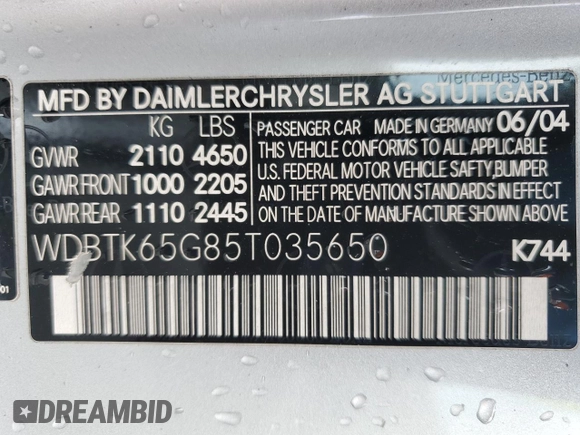 Mercedes-Benz
MFD BY DAIMLERCHRYSLER AG STUTTGART
KG LBS
GVWR 2110 4650
GAWR FRONT 1000 2205
GAWR REAR 1110 2445
PASSENGER CAR MADE IN GERMANY 06/04
THIS VEHICLE CONFORMS TO ALL APPLICABLE
U.S. FEDERAL MOTOR VEHICLE SAFTY,BUMPER
AND THEFT PREVENTION STANDARDS IN EFFECT
ON THE DATE OF MANUFACTURE SHOWN ABOVE.
WDBTK65G85T035650
K744
01
DREAMBID